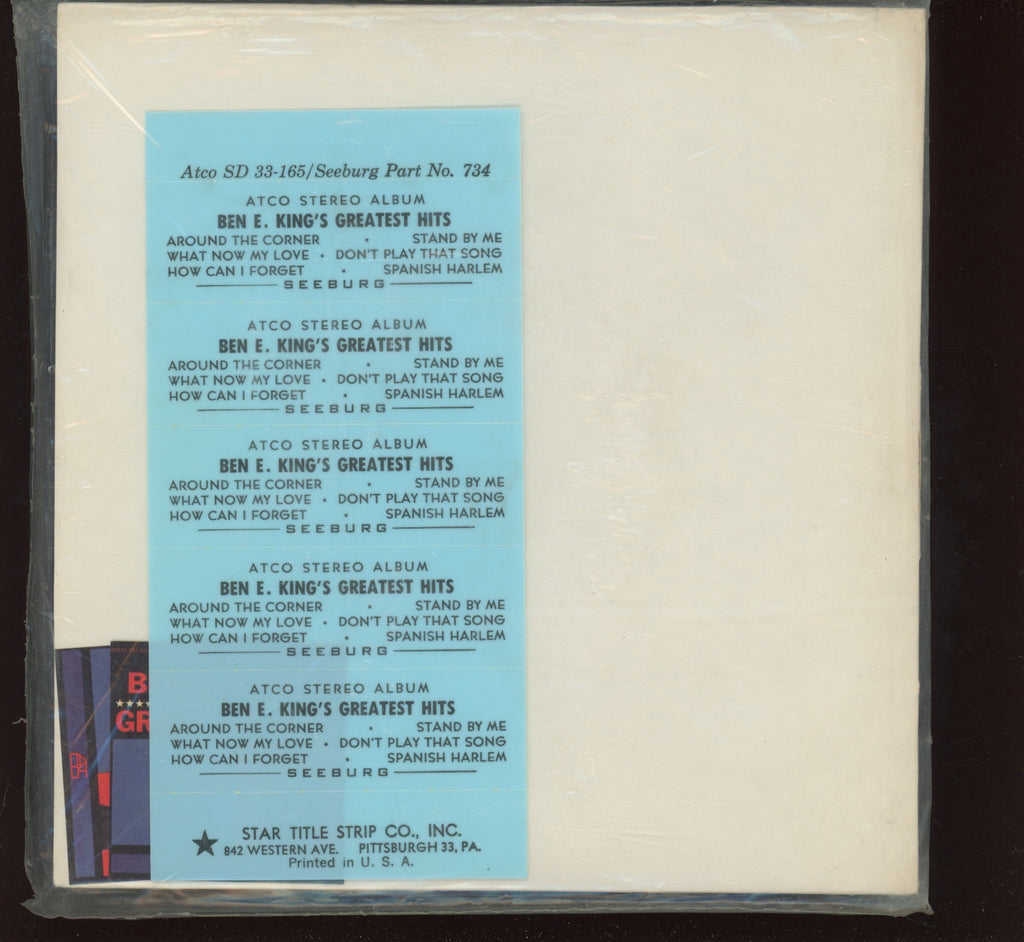 Atco SD 33-165/Seeburg Part No. 734
ATCO STEREO ALBUM
BEN E. KING'S GREATEST HITS
AROUND THE CORNER • STAND BY ME
WHAT NOW MY LOVE • DON'T PLAY THAT SONG
HOW CAN I FORGET • SPANISH HARLEM
SEEBURG
ATCO STEREO ALBUM
BEN E. KING'S GREATEST HITS
AROUND THE CORNER • STAND BY ME
WHAT NOW MY LOVE • DON'T PLAY THAT SONG
HOW CAN I FORGET • SPANISH HARLEM
SEEBURG
ATCO STEREO ALBUM
BEN E. KING'S GREATEST HITS
AROUND THE CORNER • STAND BY ME
WHAT NOW MY LOVE • DON'T PLAY THAT SONG
HOW CAN I FORGET • SPANISH HARLEM
SEEBURG
ATCO STEREO ALBUM
BEN E. KING'S GREATEST HITS
AROUND THE CORNER • STAND BY ME
WHAT NOW MY LOVE • DON'T PLAY THAT SONG
HOW CAN I FORGET • SPANISH HARLEM
SEEBURG
ATCO STEREO ALBUM
BEN E. KING'S GREATEST HITS
AROUND THE CORNER • STAND BY ME
WHAT NOW MY LOVE • DON'T PLAY THAT SONG
HOW CAN I FORGET • SPANISH HARLEM
SEEBURG
B
GR
★ STAR TITLE STRIP CO., INC.
842 WESTERN AVE. PITTSBURGH 33, PA.
Printed in U. S. A.